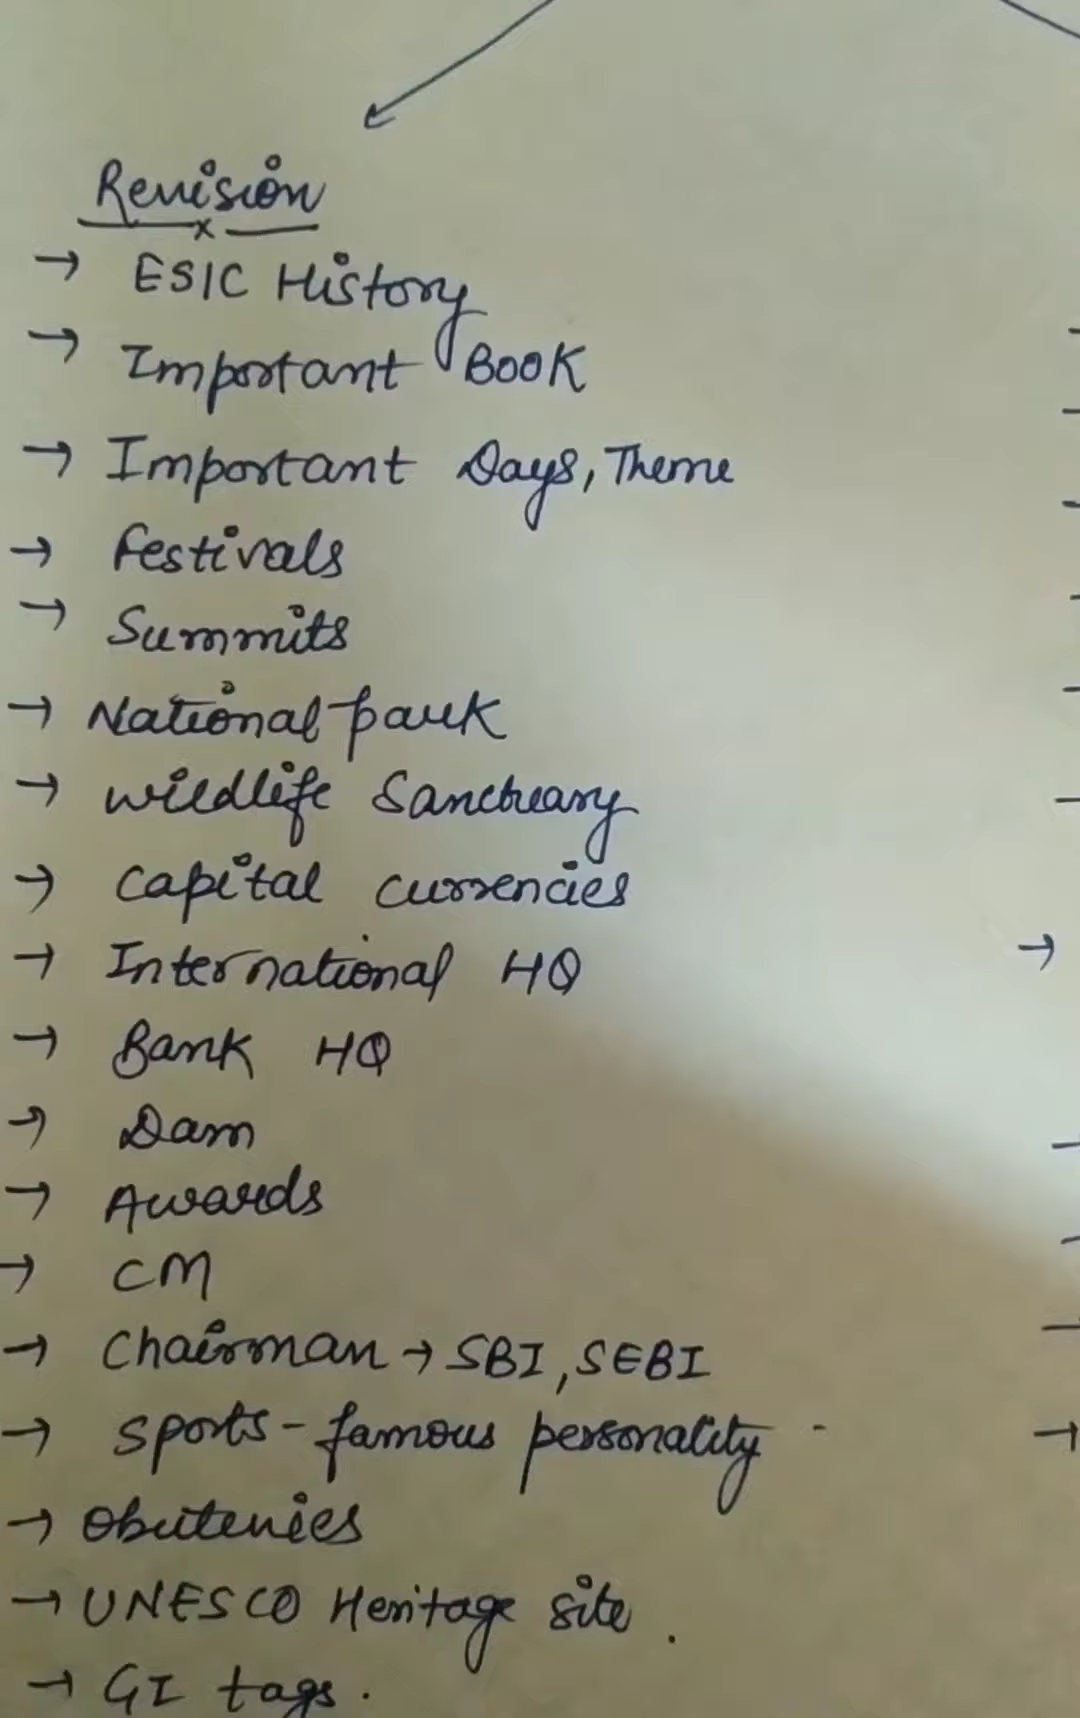 Revision
→ ESIC History
→ Important Book
→ Important Days, Theme
→ Festivals
→ Summits
→ National park
→ Wildlife Sanctuary
→ Capital currencies
→ International HQ
→ Bank HQ
→ Dam
→ Awards
→ CM
→ Chairman → SBI, SEBI
→ Sports - famous personality
→ Obutenies
→ UNESCO Heritage site.
→ GI tags.